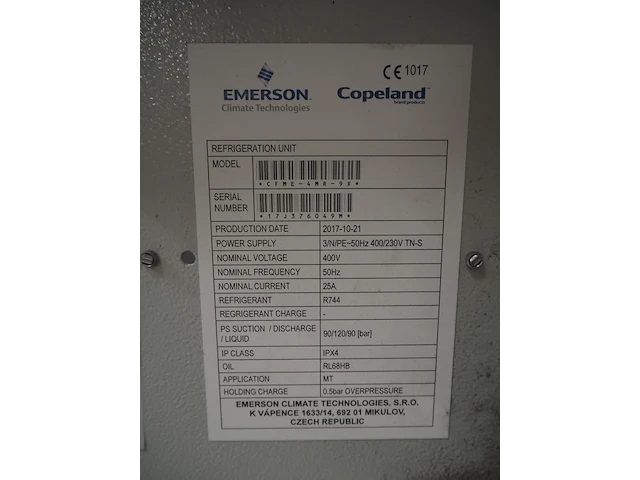 EMERSON
Climate Technologies
CE 1017
Copeland
brand products
REFRIGERATION UNIT
MODEL
*CFME-4MR-9X*
SERIAL NUMBER
*17J376049M*
PRODUCTION DATE 2017-10-21
POWER SUPPLY 3/N/PE~50Hz 400/230V TN-S
NOMINAL VOLTAGE 400V
NOMINAL FREQUENCY 50Hz
NOMINAL CURRENT 25A
REFRIGERANT R744
REGRIGERANT CHARGE -
PS SUCTION / DISCHARGE
/ LIQUID 90/120/90 [bar]
IP CLASS IPX4
OIL RL68HB
APPLICATION MT
HOLDING CHARGE 0.5bar OVERPRESSURE
EMERSON CLIMATE TECHNOLOGIES, S.R.O.
K VÁPENCE 1633/14, 692 01 MIKULOV,
CZECH REPUBLIC